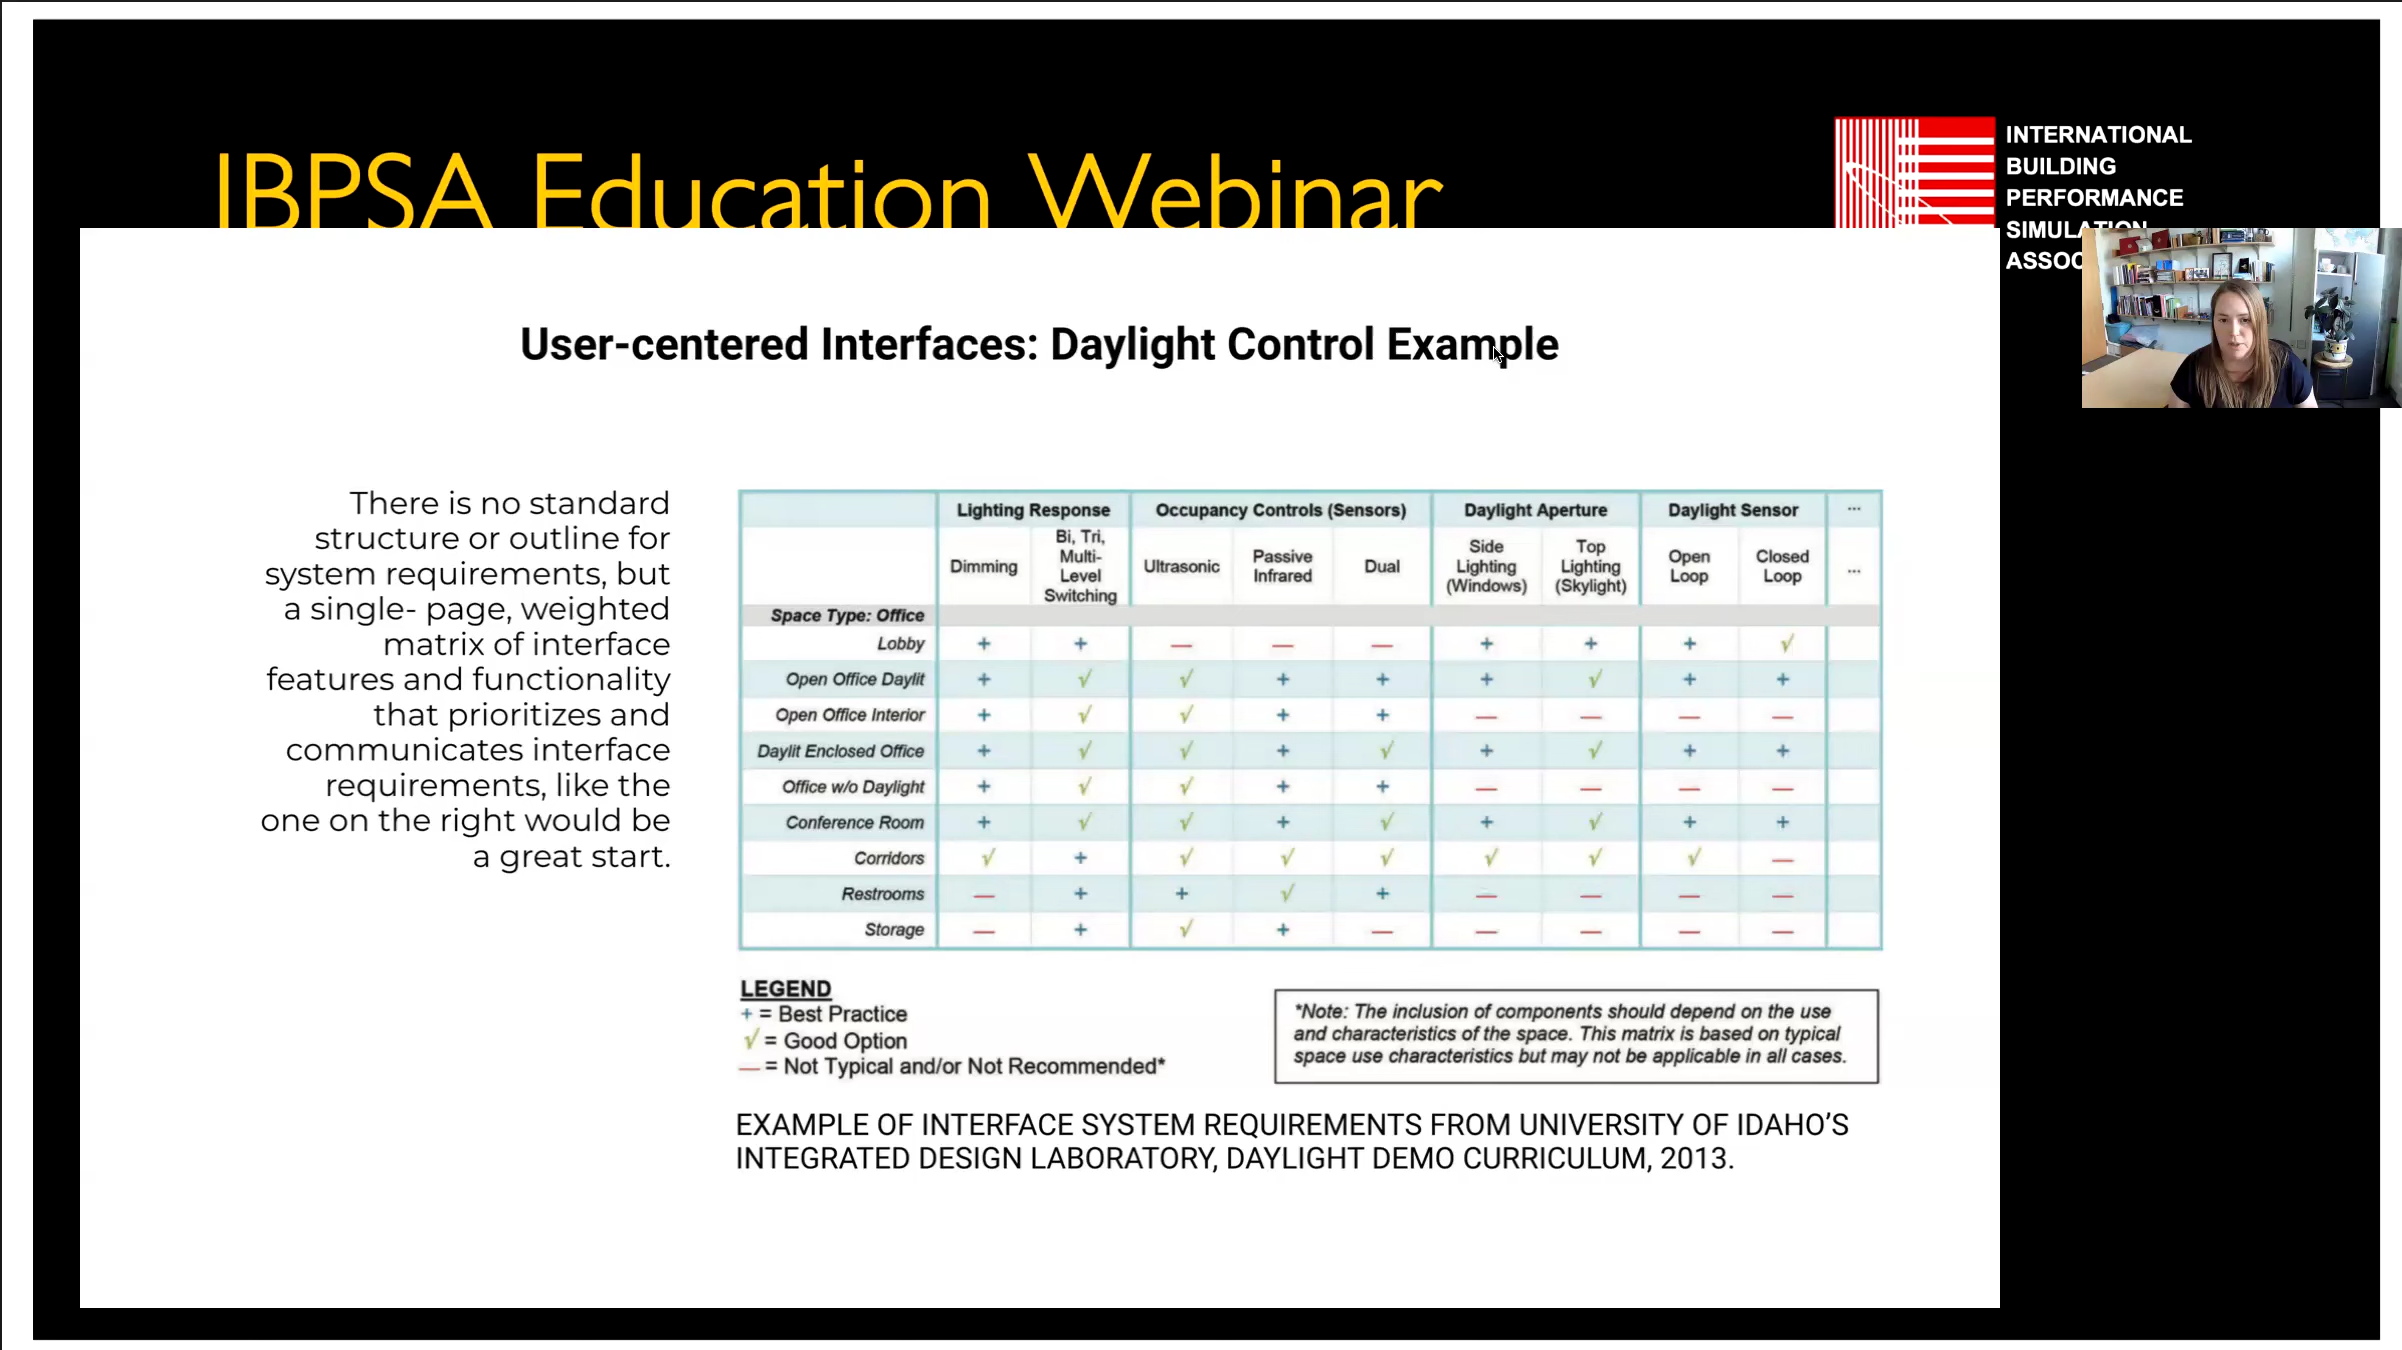 IBPSA Education Webinar
INTERNATIONAL
BUILDING
PERFORMANCE
SIMULATION
ASSOC
User-centered Interfaces: Daylight Control Example
There is no standard
structure or outline for
system requirements, but
a single- page, weighted
matrix of interface
features and functionality
that prioritizes and
communicates interface
requirements, like the
one on the right would be
a great start.
Lighting Response Occupancy Controls (Sensors) Daylight Aperture Daylight Sensor ...
Dimming Bi, Tri, Multi-Level Switching Ultrasonic Passive Infrared Dual Side Lighting (Windows) Top Lighting (Skylight) Open Loop Closed Loop ...
Space Type: Office
Lobby + + — — — + + + √
Open Office Daylit + √ √ + + + √ + +
Open Office Interior + √ √ + + — — — —
Daylit Enclosed Office + √ √ + √ + √ + +
Office w/o Daylight + √ √ + + — — — —
Conference Room + √ √ + √ + √ + +
Corridors √ + √ √ √ √ √ √ —
Restrooms — + + √ + — — — —
Storage — + √ + — — — — —
LEGEND
+ = Best Practice
√ = Good Option
— = Not Typical and/or Not Recommended*
*Note: The inclusion of components should depend on the use
and characteristics of the space. This matrix is based on typical
space use characteristics but may not be applicable in all cases.
EXAMPLE OF INTERFACE SYSTEM REQUIREMENTS FROM UNIVERSITY OF IDAHO’S
INTEGRATED DESIGN LABORATORY, DAYLIGHT DEMO CURRICULUM, 2013.